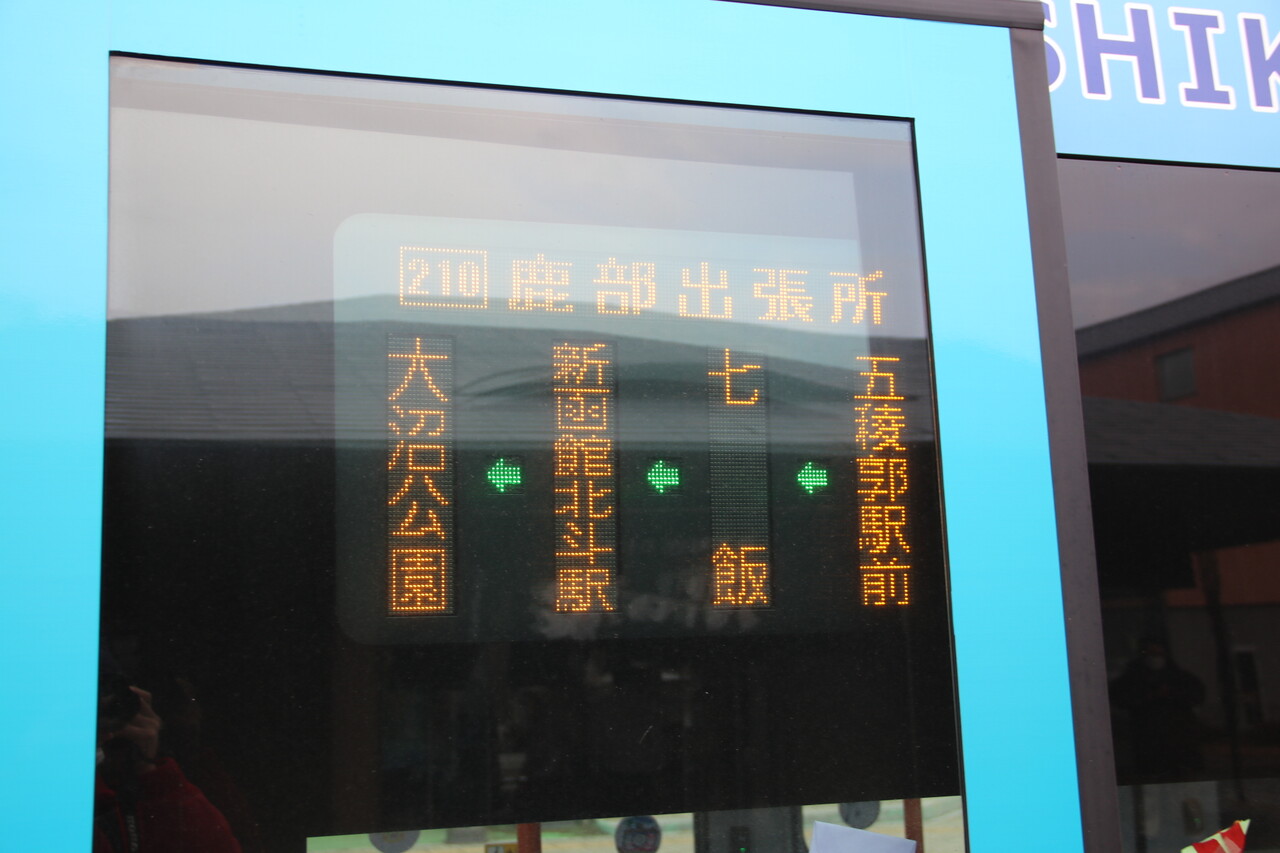 SHIK
210 鹿部出張所
五稜郭駅前
←
七飯
←
新函館北斗駅
←
大沼公園